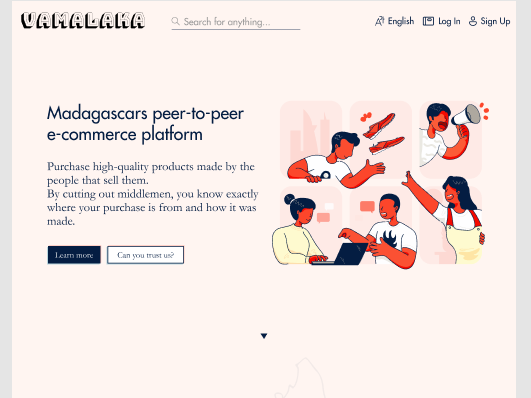 VAMALAKA
Search for anything...
English
Log In
Sign Up
Madagascars peer-to-peer
e-commerce platform
Purchase high-quality products made by the
people that sell them.
By cutting out middlemen, you know exactly
where your purchase is from and how it was
made.
Learn more
Can you trust us?